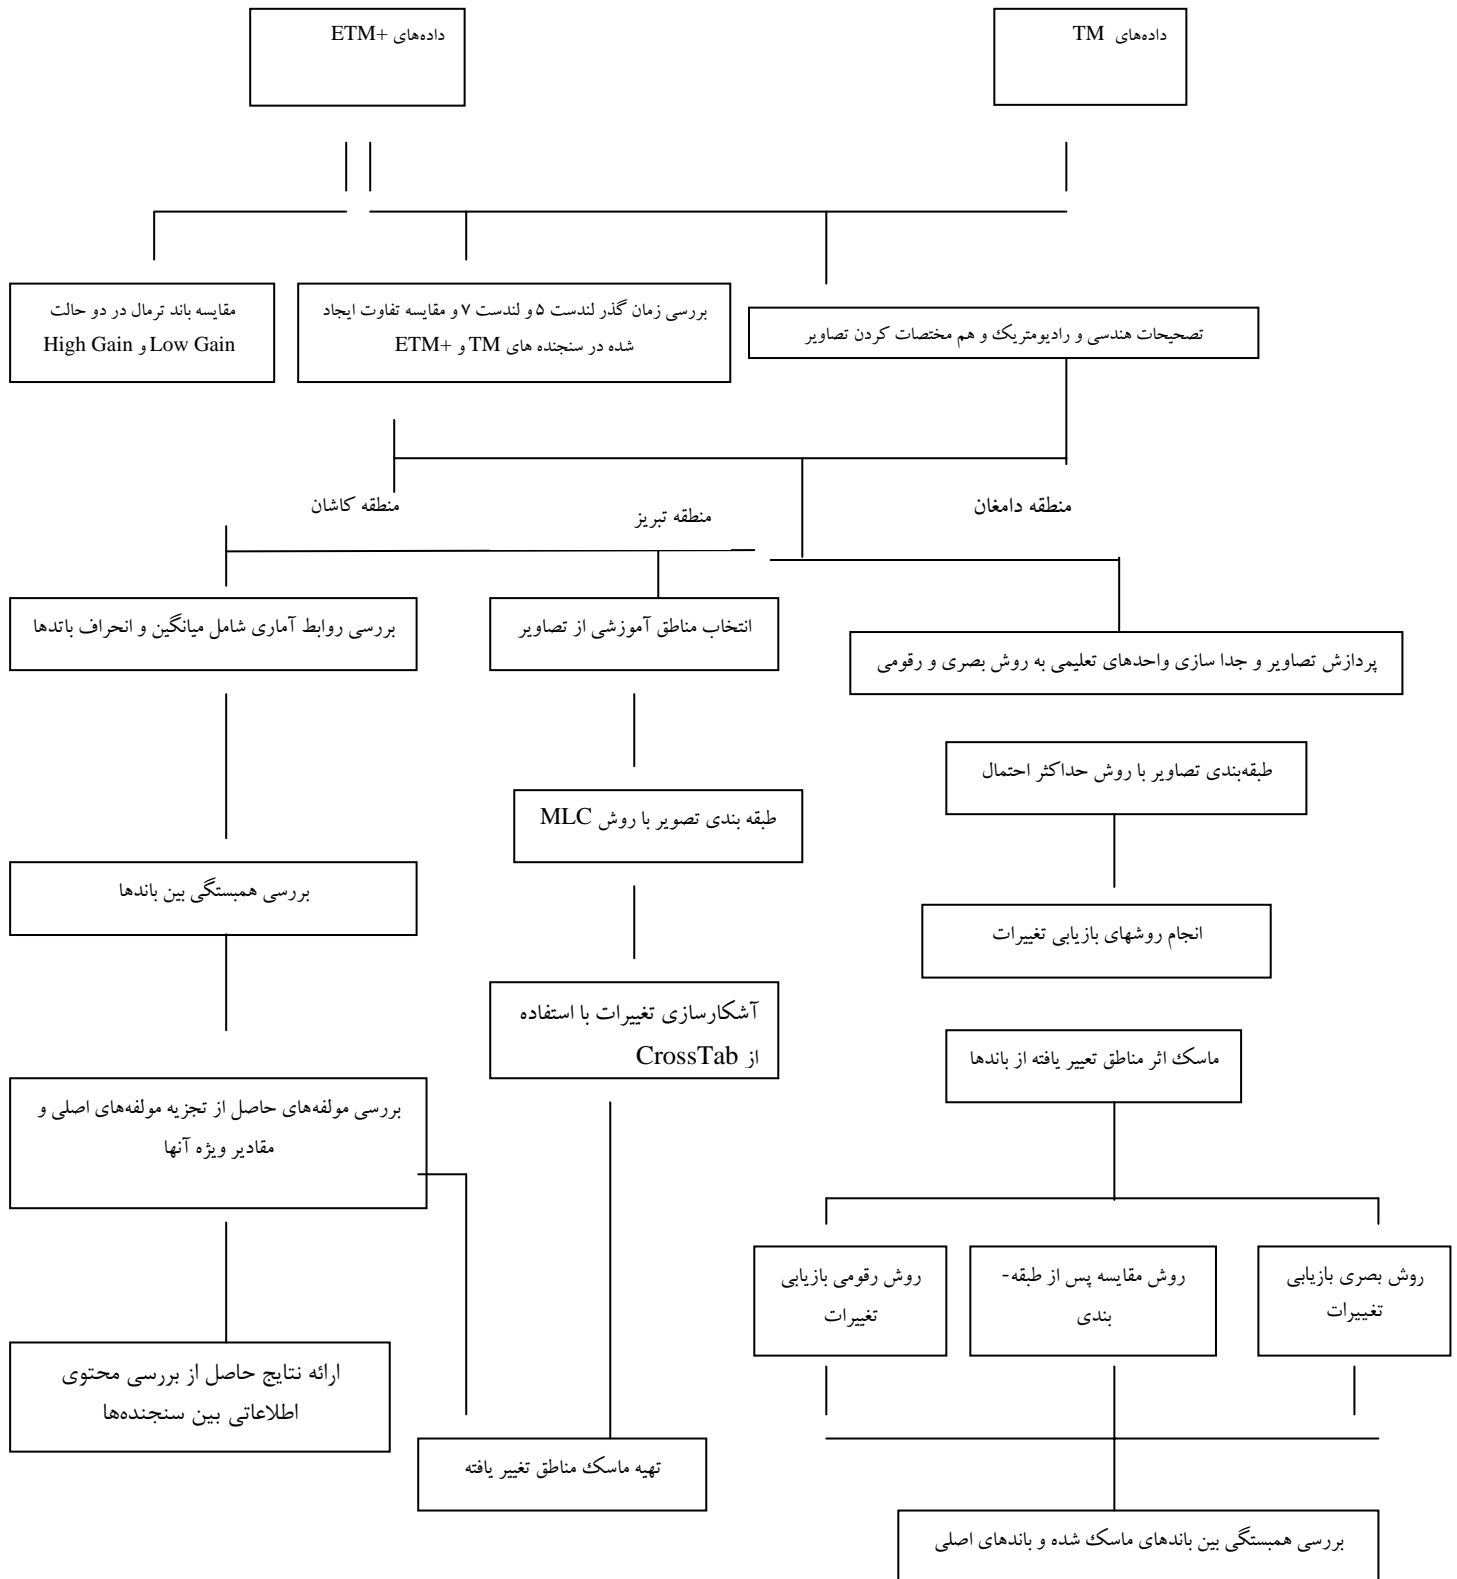 داده‌های TM
داده‌های ETM+
تصحیحات هندسی و رادیومتریک و هم مختصات کردن تصاویر
بررسی زمان گذر لندست ۵ و لندست ۷ و مقایسه تفاوت ایجاد
شده در سنجنده های TM و ETM+
مقایسه باند ترمال در دو حالت
High Gain و Low Gain
منطقه دامغان
منطقه تبریز
منطقه کاشان
پردازش تصاویر و جدا سازی واحدهای تعلیمی به روش بصری و رقومی
انتخاب مناطق آموزشی از تصاویر
بررسی روابط آماری شامل میانگین و انحراف باتدها
طبقه‌بندی تصاویر با روش حداکثر احتمال
طبقه بندی تصویر با روش MLC
بررسی همبستگی بین باندها
انجام روشهای بازیابی تغییرات
آشکارسازی تغییرات با استفاده
از CrossTab
ماسک اثر مناطق تعییر یافته از باندها
بررسی مولفه‌های حاصل از تجزیه مولفه‌های اصلی و
مقادیر ویژه آنها
روش بصری بازیابی
تغییرات
روش مقایسه پس از طبقه-
بندی
روش رقومی بازیابی
تغییرات
ارائه نتایج حاصل از بررسی محتوی
اطلاعاتی بین سنجنده‌ها
تهیه ماسک مناطق تغییر یافته
بررسی همبستگی بین باندهای ماسک شده و باندهای اصلی